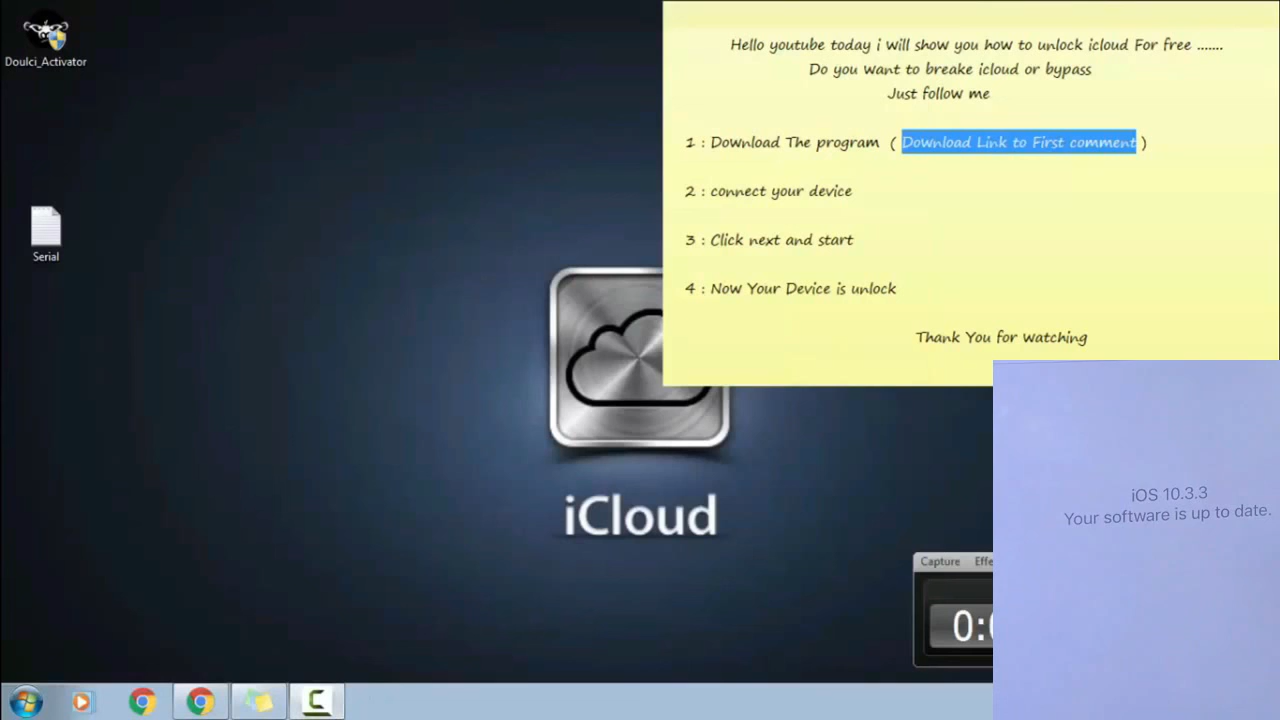 Doulci_Activator
Serial
Hello youtube today i will show you how to unlock icloud For free .......
Do you want to breake icloud or bypass
Just follow me
1 : Download The program ( Download Link to First comment )
2 : connect your device
3 : Click next and start
4 : Now Your Device is unlock
Thank You for watching
iCloud
iOS 10.3.3
Your software is up to date.
Capture Effe
0:0